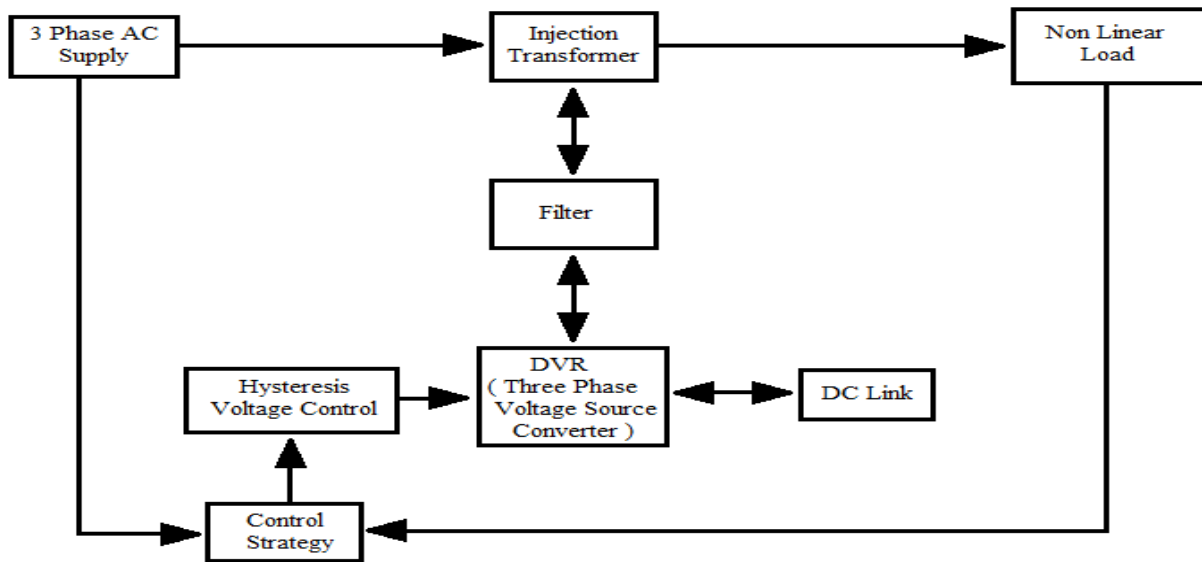 3 Phase AC
Supply
Injection
Transformer
Non Linear
Load
Filter
DVR
( Three Phase
Voltage Source
Converter )
Hysteresis
Voltage Control
DC Link
Control
Strategy